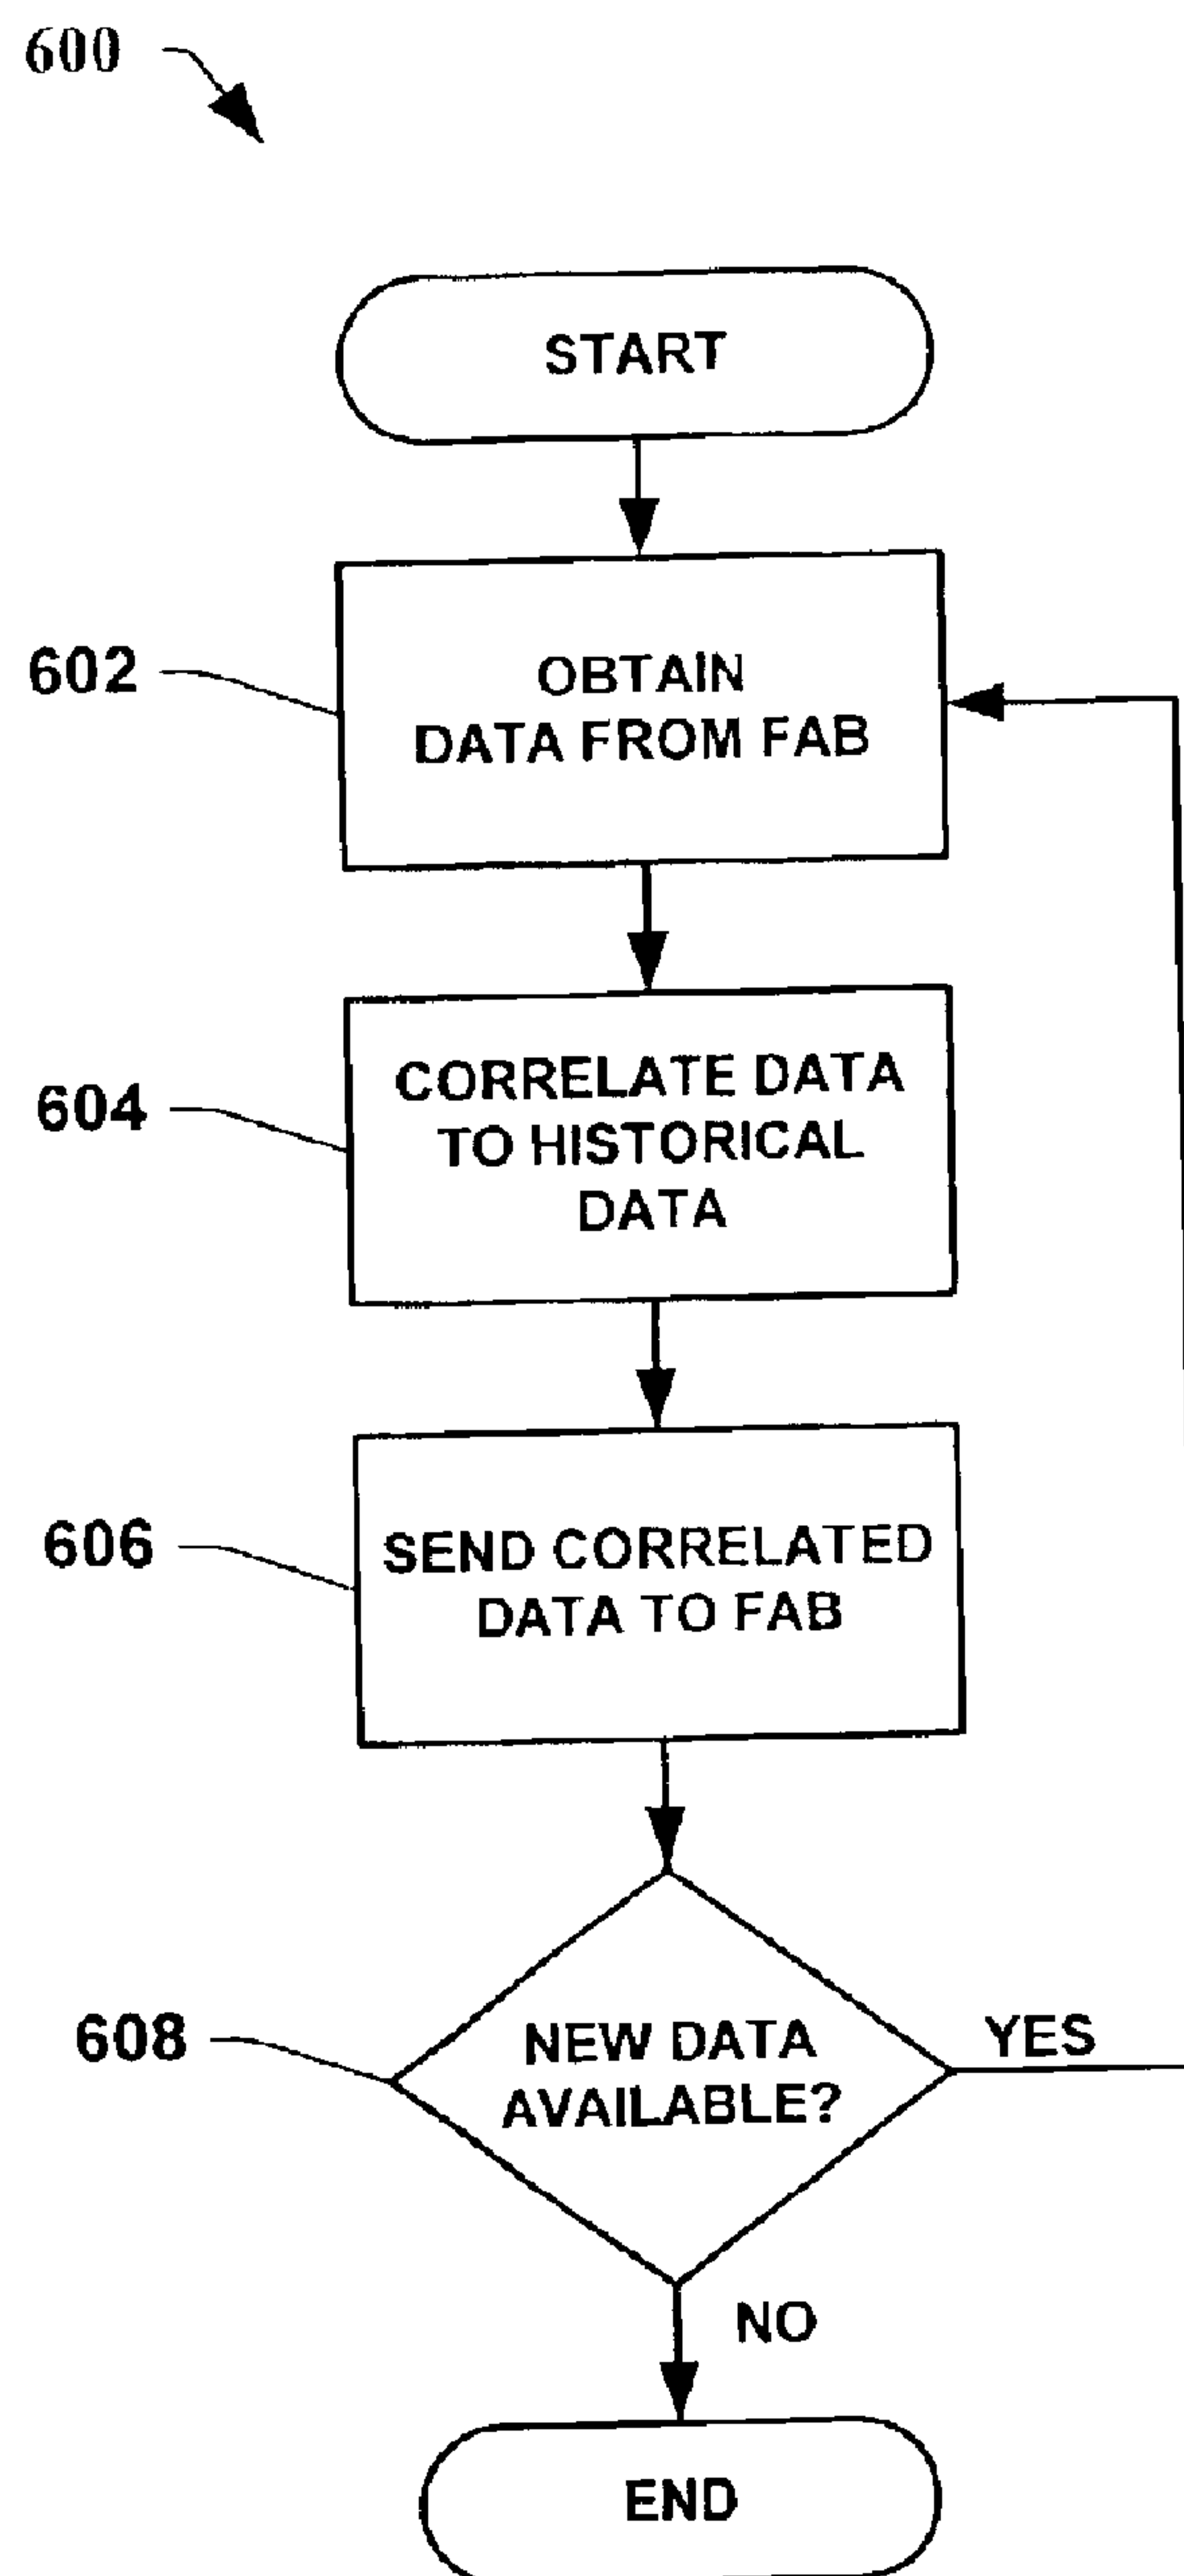 600
START
602
OBTAIN
DATA FROM FAB
604
CORRELATE DATA
TO HISTORICAL
DATA
606
SEND CORRELATED
DATA TO FAB
608
NEW DATA
AVAILABLE?
YES
NO
END